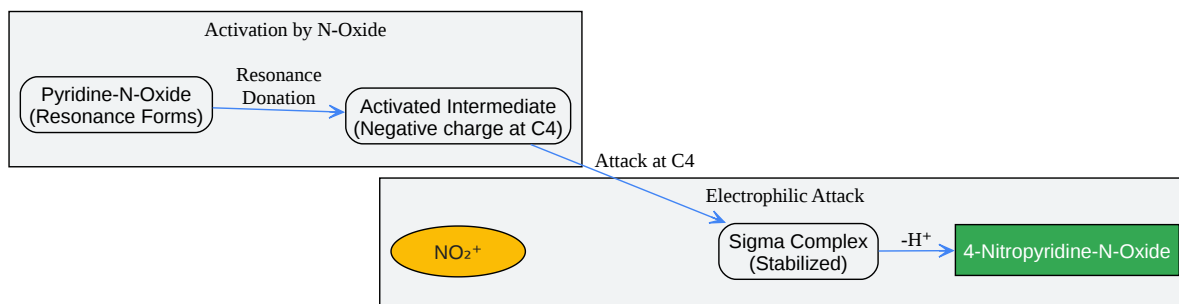 Activation by N-Oxide
Pyridine-N-Oxide
(Resonance Forms)
Resonance
Donation
Activated Intermediate
(Negative charge at C4)
Attack at C4
Electrophilic Attack
NO₂⁺
Sigma Complex
(Stabilized)
-H⁺
4-Nitropyridine-N-Oxide